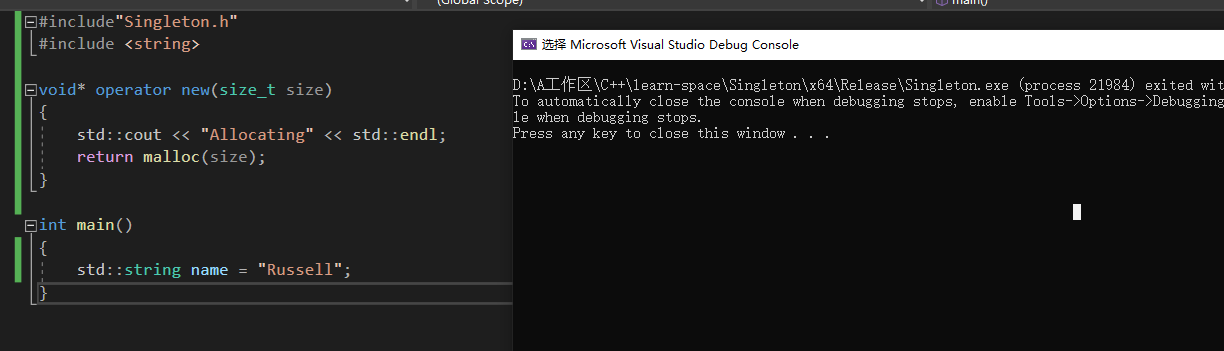 (Global Scope)
main()
#include"Singleton.h"
#include <string>
void* operator new(size_t size)
{
std::cout << "Allocating" << std::endl;
return malloc(size);
}
int main()
{
std::string name = "Russell";
}
选择 Microsoft Visual Studio Debug Console
D:\A工作区\C++\learn-space\Singleton\x64\Release\Singleton.exe (process 21984) exited wit
To automatically close the console when debugging stops, enable Tools->Options->Debugging
le when debugging stops.
Press any key to close this window . . .